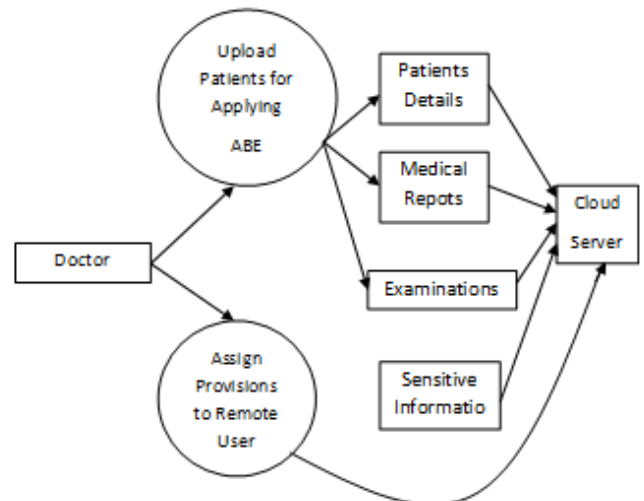 Upload
Patients for
Applying
ABE
Patients
Details
Medical
Repots
Cloud
Server
Doctor
Examinations
Assign
Provisions
to Remote
User
Sensitive
Informatio